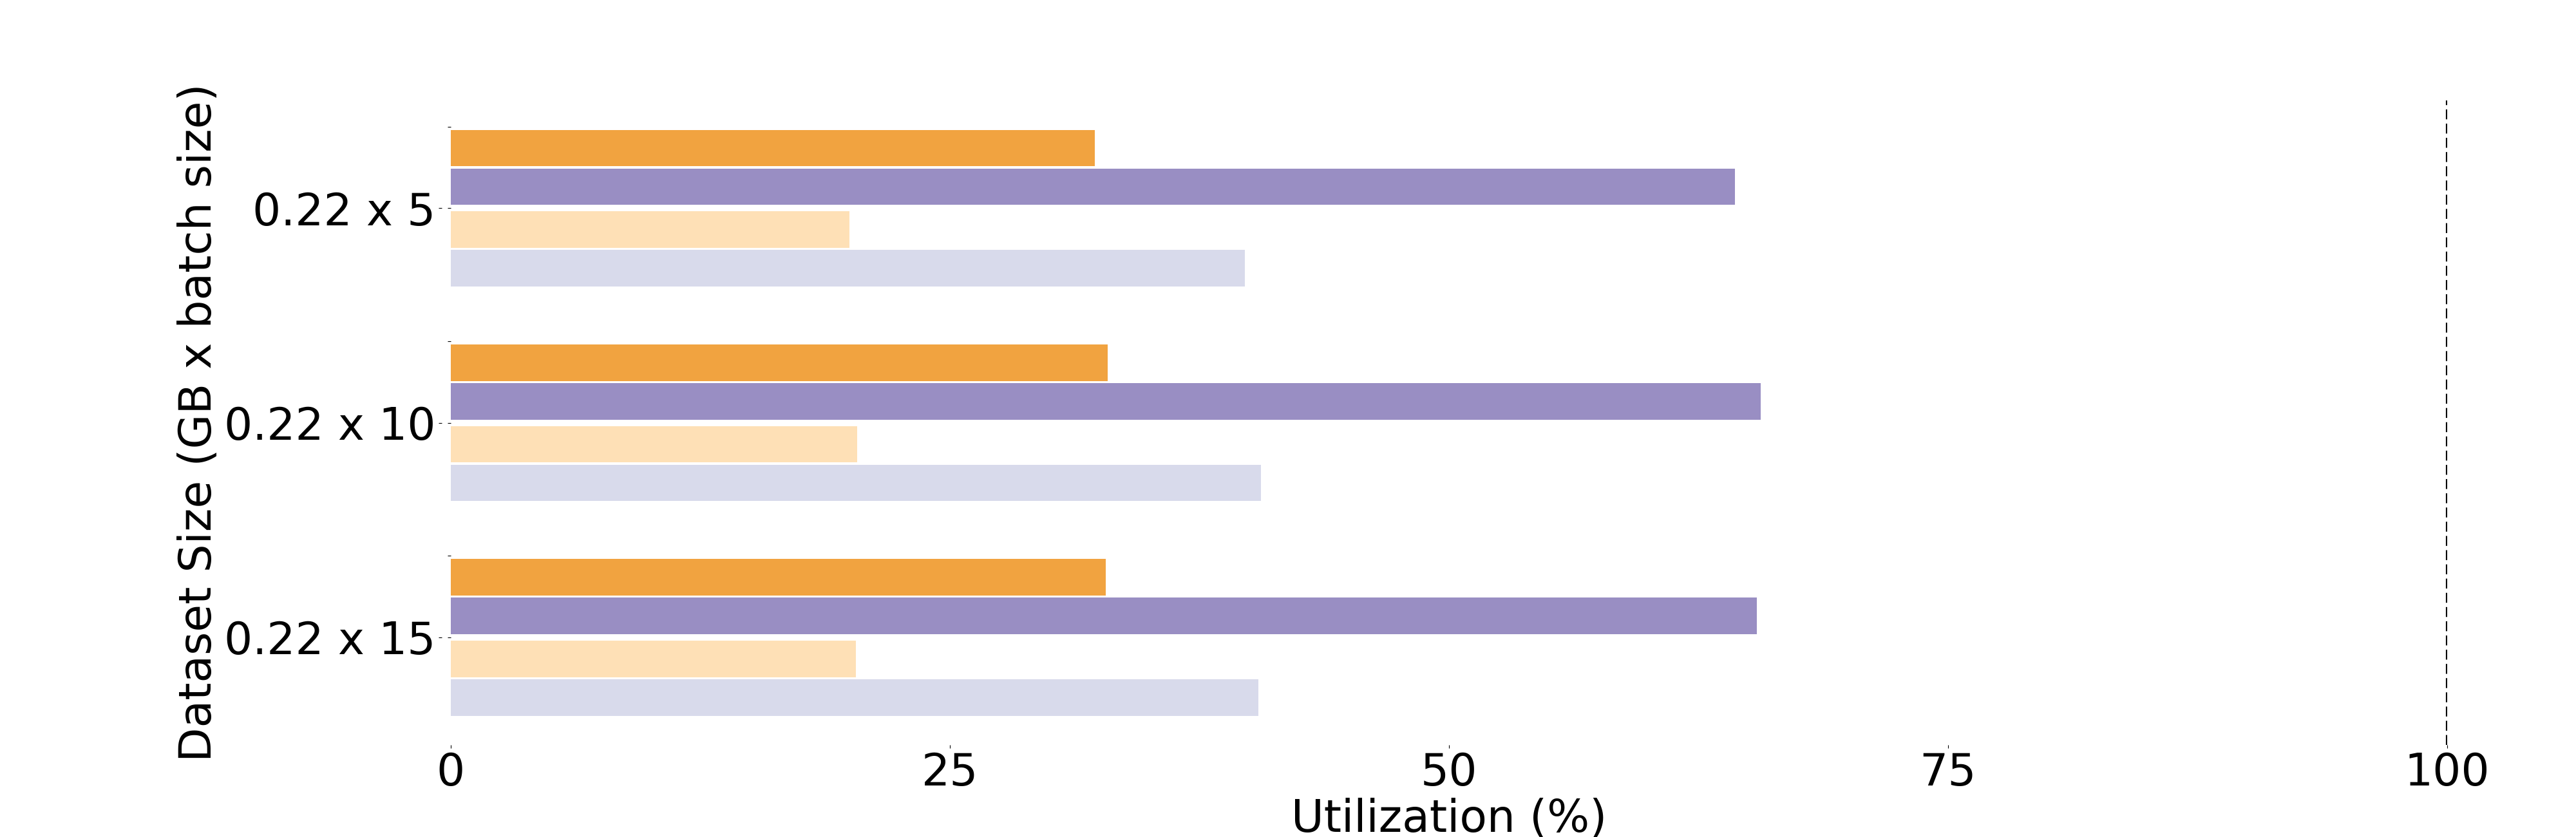 Dataset Size (GB x batch size)
0.22 x 5
0.22 x 10
0.22 x 15
0 25 50 75 100
Utilization (%)